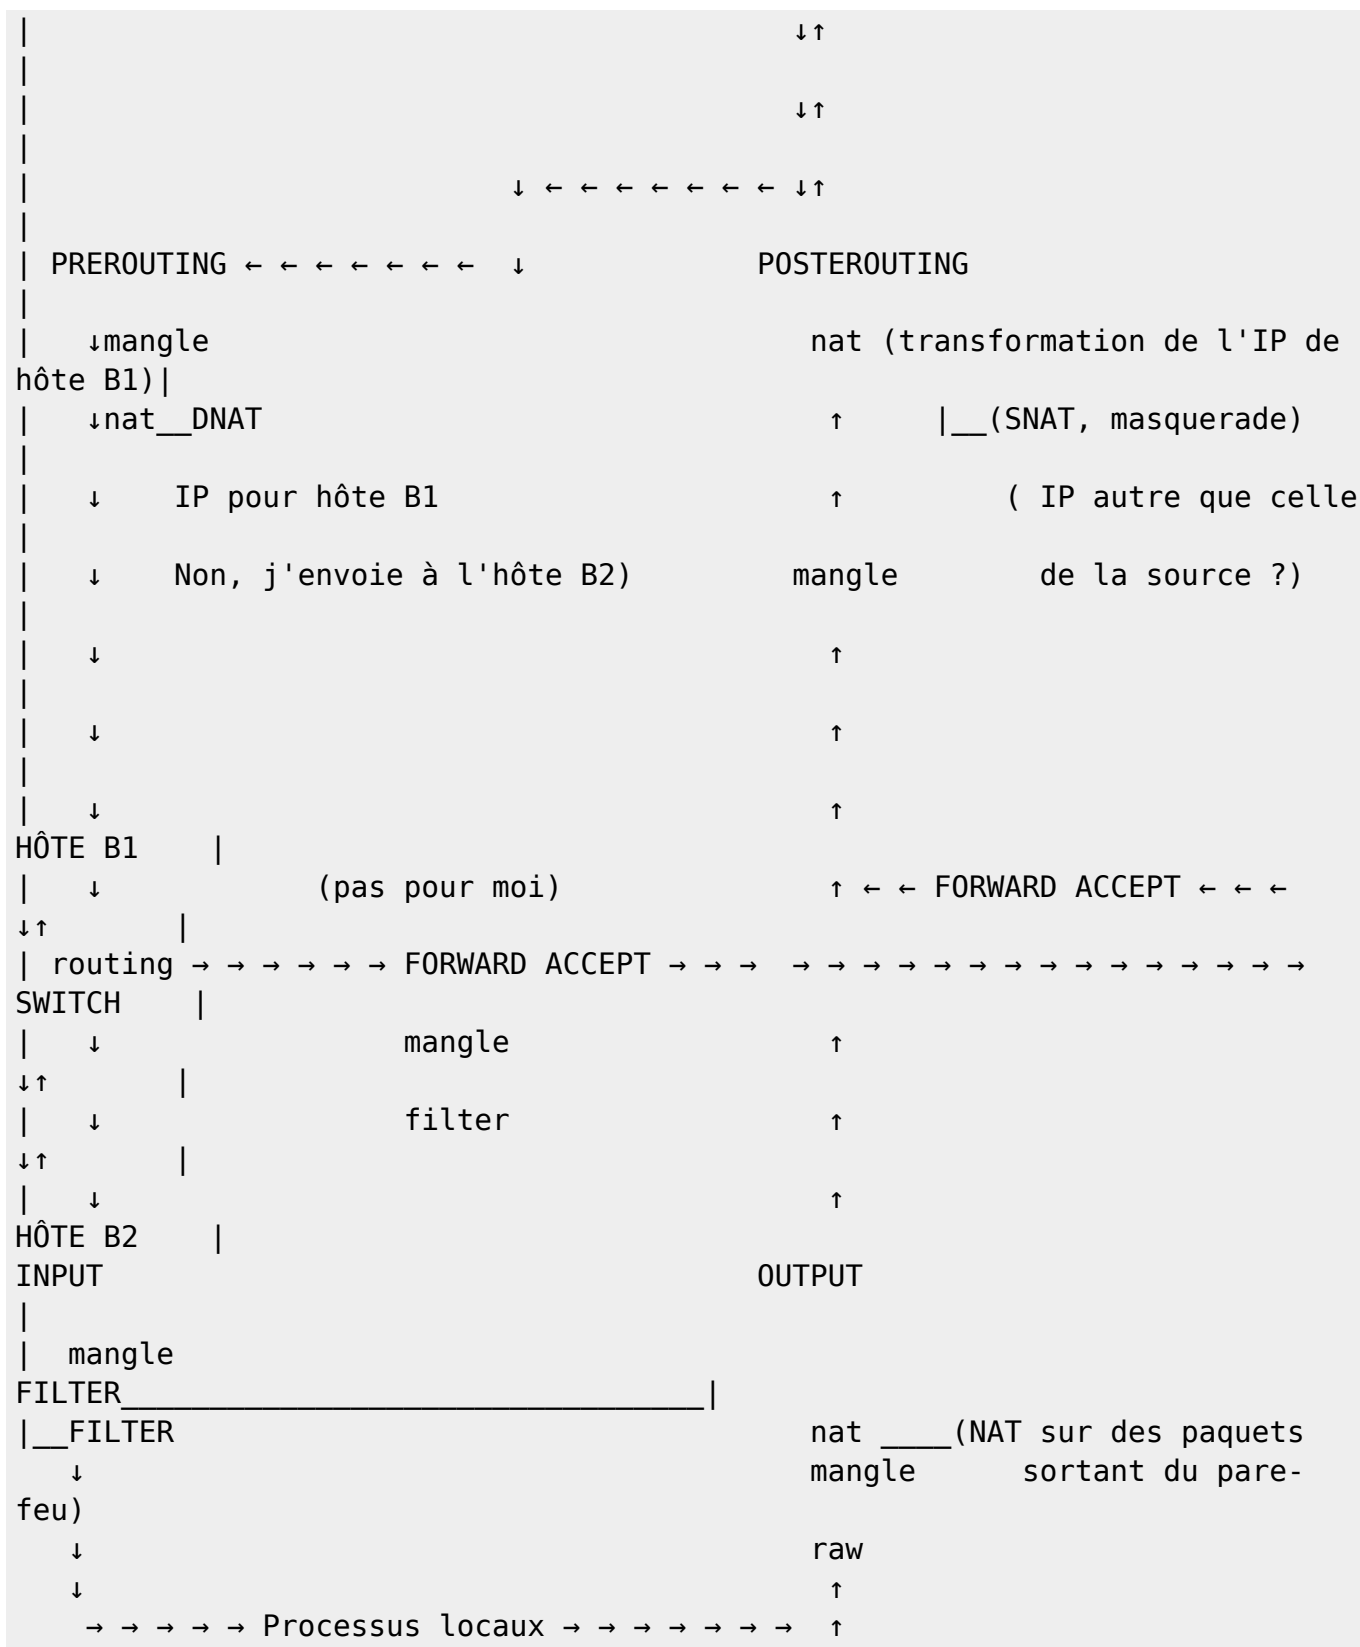 |                                            ↓↑
|
|                                            ↓↑
|
|                            ↓ ← ← ← ← ← ← ← ↓↑
|
| PREROUTING ← ← ← ← ← ← ←  ↓             POSTEROUTING
|
|   ↓mangle                                  nat (transformation de l'IP de
hôte B1)|
|   ↓nat__DNAT                                ↑     |__(SNAT, masquerade)
|
|   ↓    IP pour hôte B1                      ↑         ( IP autre que celle
|
|   ↓    Non, j'envoie à l'hôte B2)         mangle        de la source ?)
|
|   ↓                                         ↑
|
|   ↓                                         ↑
|
|   ↓                                         ↑
HÔTE B1    |
|   ↓            (pas pour moi)               ↑ ← ← FORWARD ACCEPT ← ← ←
↓↑       |
| routing → → → → → → FORWARD ACCEPT → → →  → → → → → → → → → → → → → → →
SWITCH    |
|   ↓                 mangle                  ↑
↓↑        |
|   ↓                 filter                  ↑
↓↑        |
|   ↓                                         ↑
HÔTE B2    |
INPUT                                     OUTPUT
|
|  mangle
FILTER_________________________________|
|__FILTER                                    nat ____(NAT sur des paquets
   ↓                                         mangle      sortant du pare-
feu)
   ↓                                         raw
   ↓                                          ↑
    → → → → → Processus locaux → → → → → → →  ↑